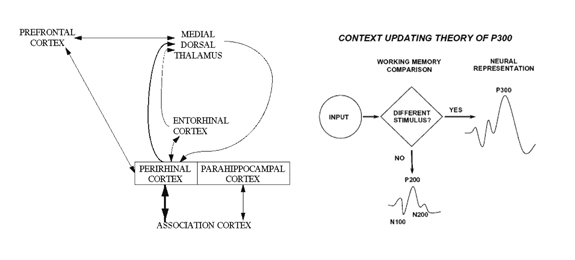 PREFRONTAL
CORTEX
MEDIAL
DORSAL
THALAMUS
ENTORHINAL
CORTEX
PERIRHINAL
CORTEX
PARAHIPPOCAMPAL
CORTEX
ASSOCIATION CORTEX
CONTEXT UPDATING THEORY OF P300
WORKING MEMORY
COMPARISON
NEURAL
REPRESENTATION
P300
INPUT
DIFFERENT
STIMULUS?
YES
NO
P200
N100
N200